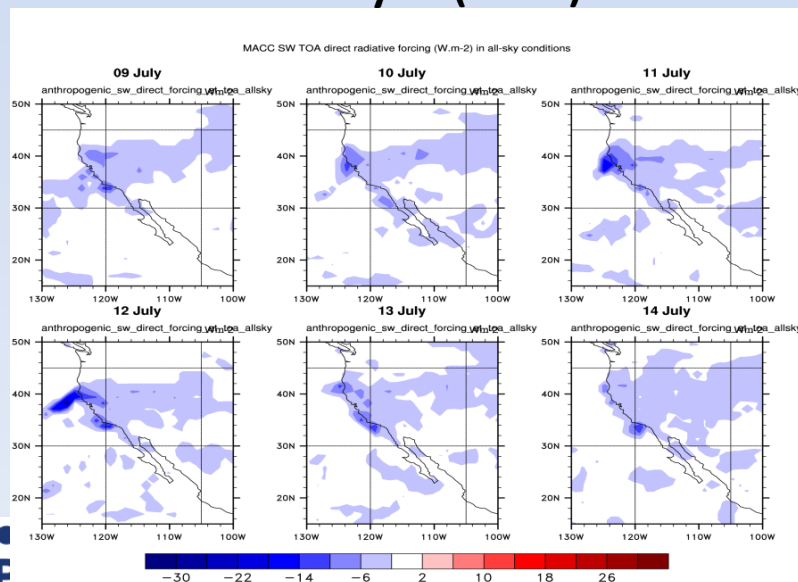 MACC SW TOA direct radiative forcing (W.m-2) in all-sky conditions
09 July 10 July 11 July
anthropogenic_sw_direct_forcing_at_toa_allsky W.m-2 anthropogenic_sw_direct_forcing_at_toa_allsky W.m-2 anthropogenic_sw_direct_forcing_at_toa_allsky W.m-2
50N 50N 50N
40N 40N 40N
30N 30N 30N
20N 20N 20N
130W 120W 110W 100W 130W 120W 110W 100W 130W 120W 110W 100W
12 July 13 July 14 July
anthropogenic_sw_direct_forcing_at_toa_allsky W.m-2 anthropogenic_sw_direct_forcing_at_toa_allsky W.m-2 anthropogenic_sw_direct_forcing_at_toa_allsky W.m-2
50N 50N 50N
40N 40N 40N
30N 30N 30N
20N 20N 20N
130W 120W 110W 100W 130W 120W 110W 100W 130W 120W 110W 100W
−30 −22 −14 −6 2 10 18 26